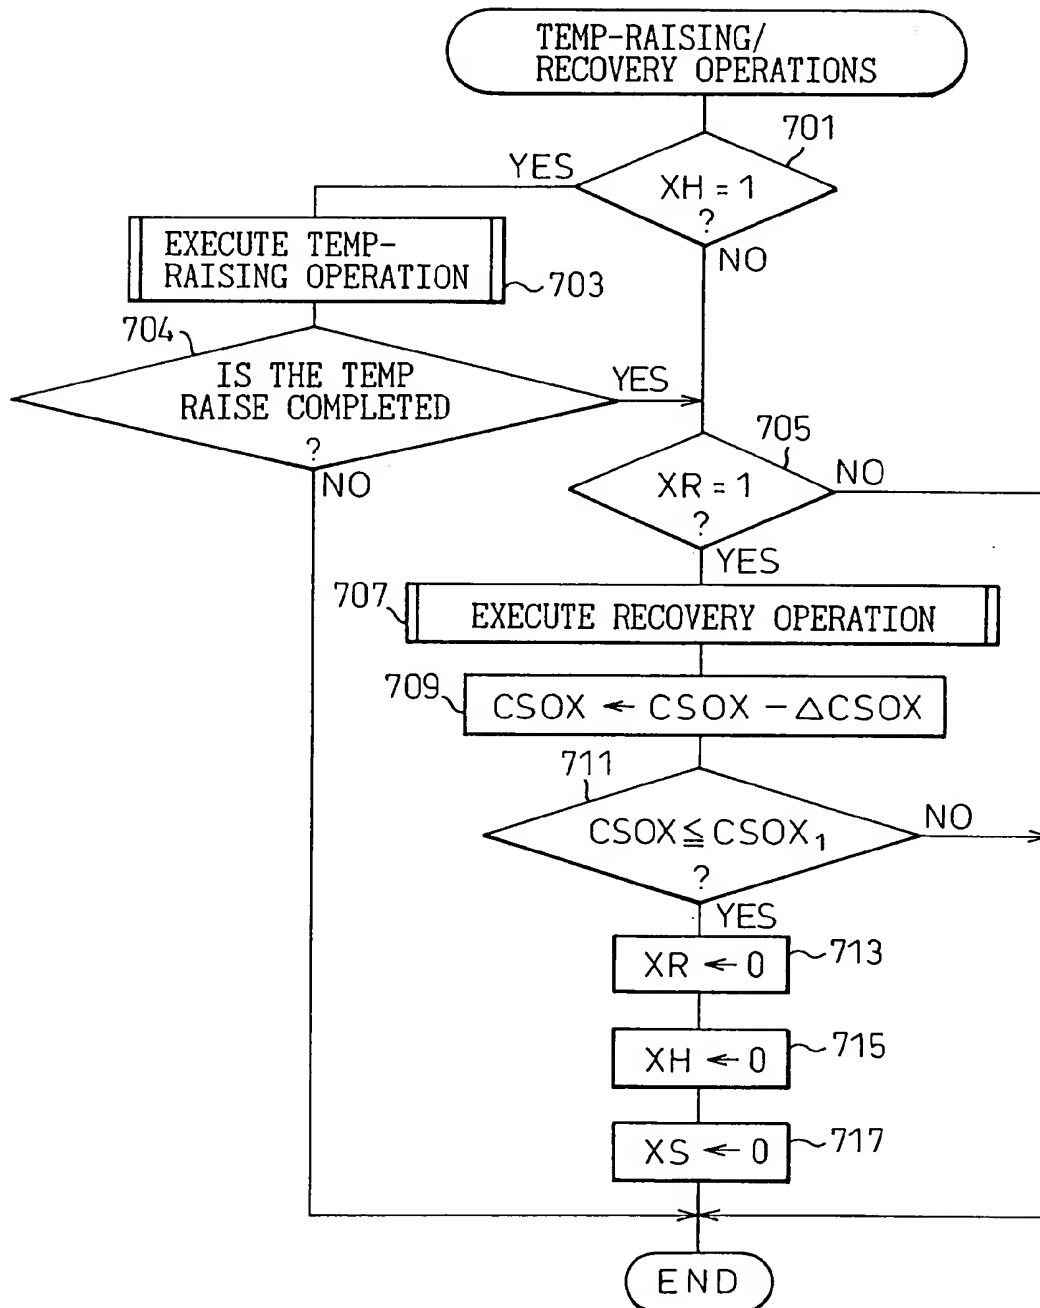 TEMP-RAISING/
RECOVERY OPERATIONS
701
YES
XH = 1
?
NO
EXECUTE TEMP-
RAISING OPERATION
703
704
IS THE TEMP
RAISE COMPLETED
?
YES
NO
705
XR = 1
?
NO
YES
707
EXECUTE RECOVERY OPERATION
709
CSOX ← CSOX − △CSOX
711
CSOX ≦ CSOX₁
?
NO
YES
XR ← 0
713
XH ← 0
715
XS ← 0
717
END